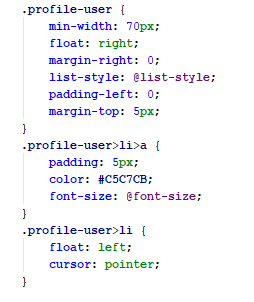 .profile-user {
    min-width: 70px;
    float: right;
    margin-right: 0;
    list-style: @list-style;
    padding-left: 0;
    margin-top: 5px;
}
.profile-user>li>a {
    padding: 5px;
    color: #C5C7CB;
    font-size: @font-size;
}
.profile-user>li {
    float: left;
    cursor: pointer;
}